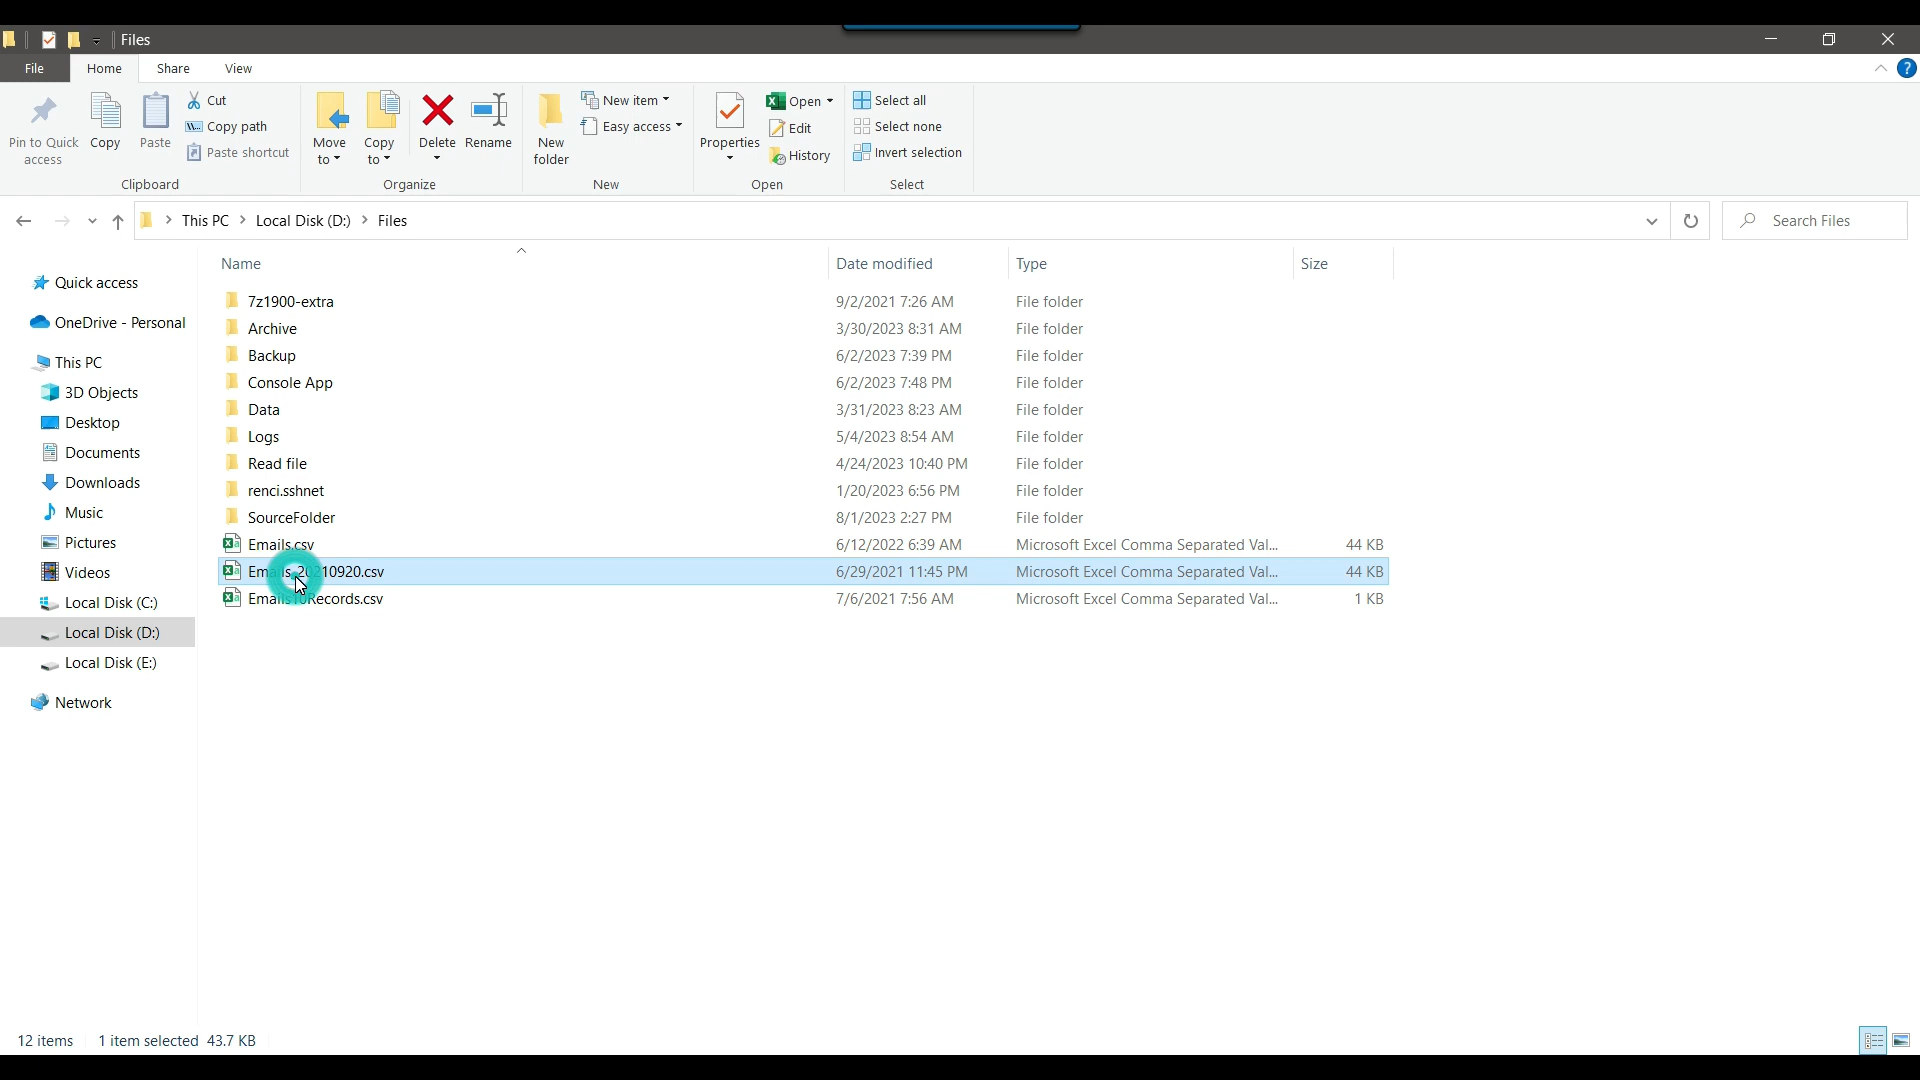 Files
File Home Share View
Pin to Quick access
Copy
Paste
Cut
Copy path
Paste shortcut
Clipboard
Move to
Copy to
Delete
Rename
Organize
New folder
New item
Easy access
New
Properties
Open
Edit
History
Open
Select all
Select none
Invert selection
Select
This PC Local Disk (D:) Files
Search Files
Name Date modified Type Size
Quick access
OneDrive - Personal
This PC
3D Objects
Desktop
Documents
Downloads
Music
Pictures
Videos
Local Disk (C:)
Local Disk (D:)
Local Disk (E:)
Network
7z1900-extra 9/2/2021 7:26 AM File folder
Archive 3/30/2023 8:31 AM File folder
Backup 6/2/2023 7:39 PM File folder
Console App 6/2/2023 7:48 PM File folder
Data 3/31/2023 8:23 AM File folder
Logs 5/4/2023 8:54 AM File folder
Read file 4/24/2023 10:40 PM File folder
renci.sshnet 1/20/2023 6:56 PM File folder
SourceFolder 8/1/2023 2:27 PM File folder
Emails.csv 6/12/2022 6:39 AM Microsoft Excel Comma Separated Val... 44 KB
Emails_20210920.csv 6/29/2021 11:45 PM Microsoft Excel Comma Separated Val... 44 KB
Emails10Records.csv 7/6/2021 7:56 AM Microsoft Excel Comma Separated Val... 1 KB
12 items 1 item selected 43.7 KB